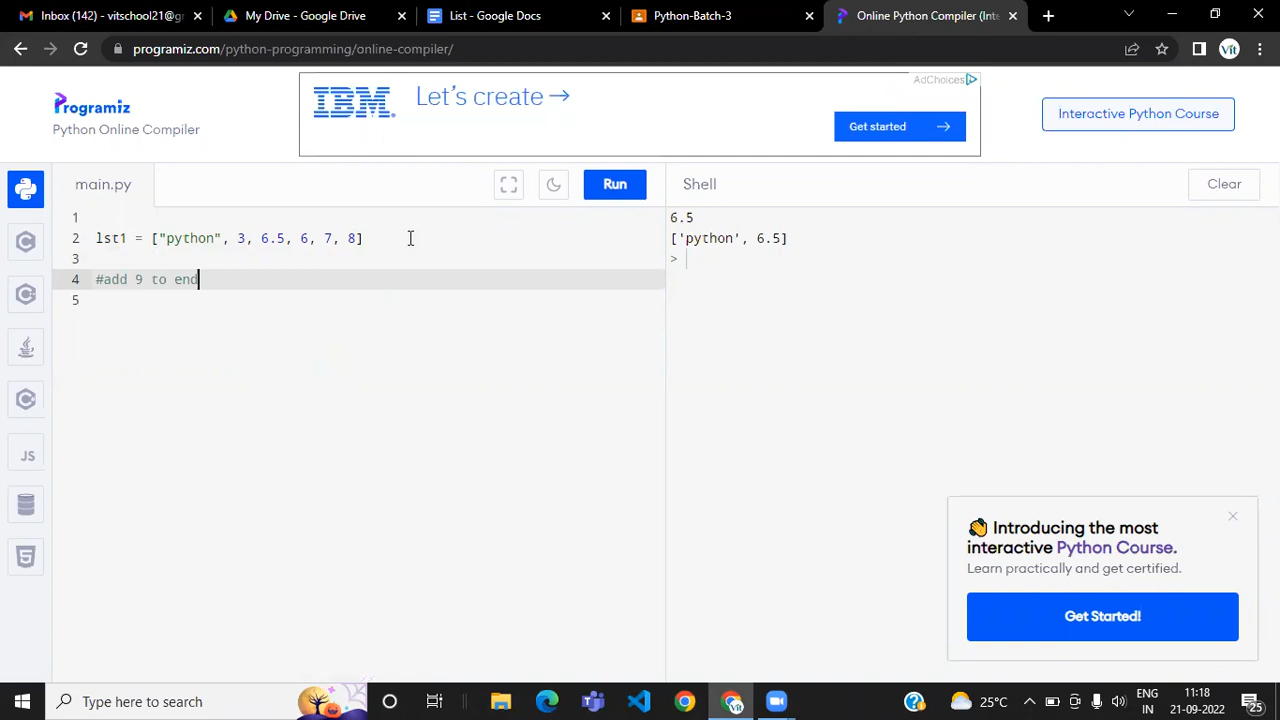 Inbox (142) - vitschool21@gr
My Drive - Google Drive
List - Google Docs
Python-Batch-3
Online Python Compiler (Inte
programiz.com/python-programming/online-compiler/
Vit
Programiz
Python Online Compiler
IBM
Let's create →
AdChoices
Get started →
Interactive Python Course
main.py
Run
Shell
Clear
1
2 lst1 = ["python", 3, 6.5, 6, 7, 8]
3
4 #add 9 to end
5
6.5
['python', 6.5]
>
JS
👋 Introducing the most
interactive Python Course.
Learn practically and get certified.
Get Started!
Type here to search
25°C
ENG
IN
11:18
21-09-2022
25